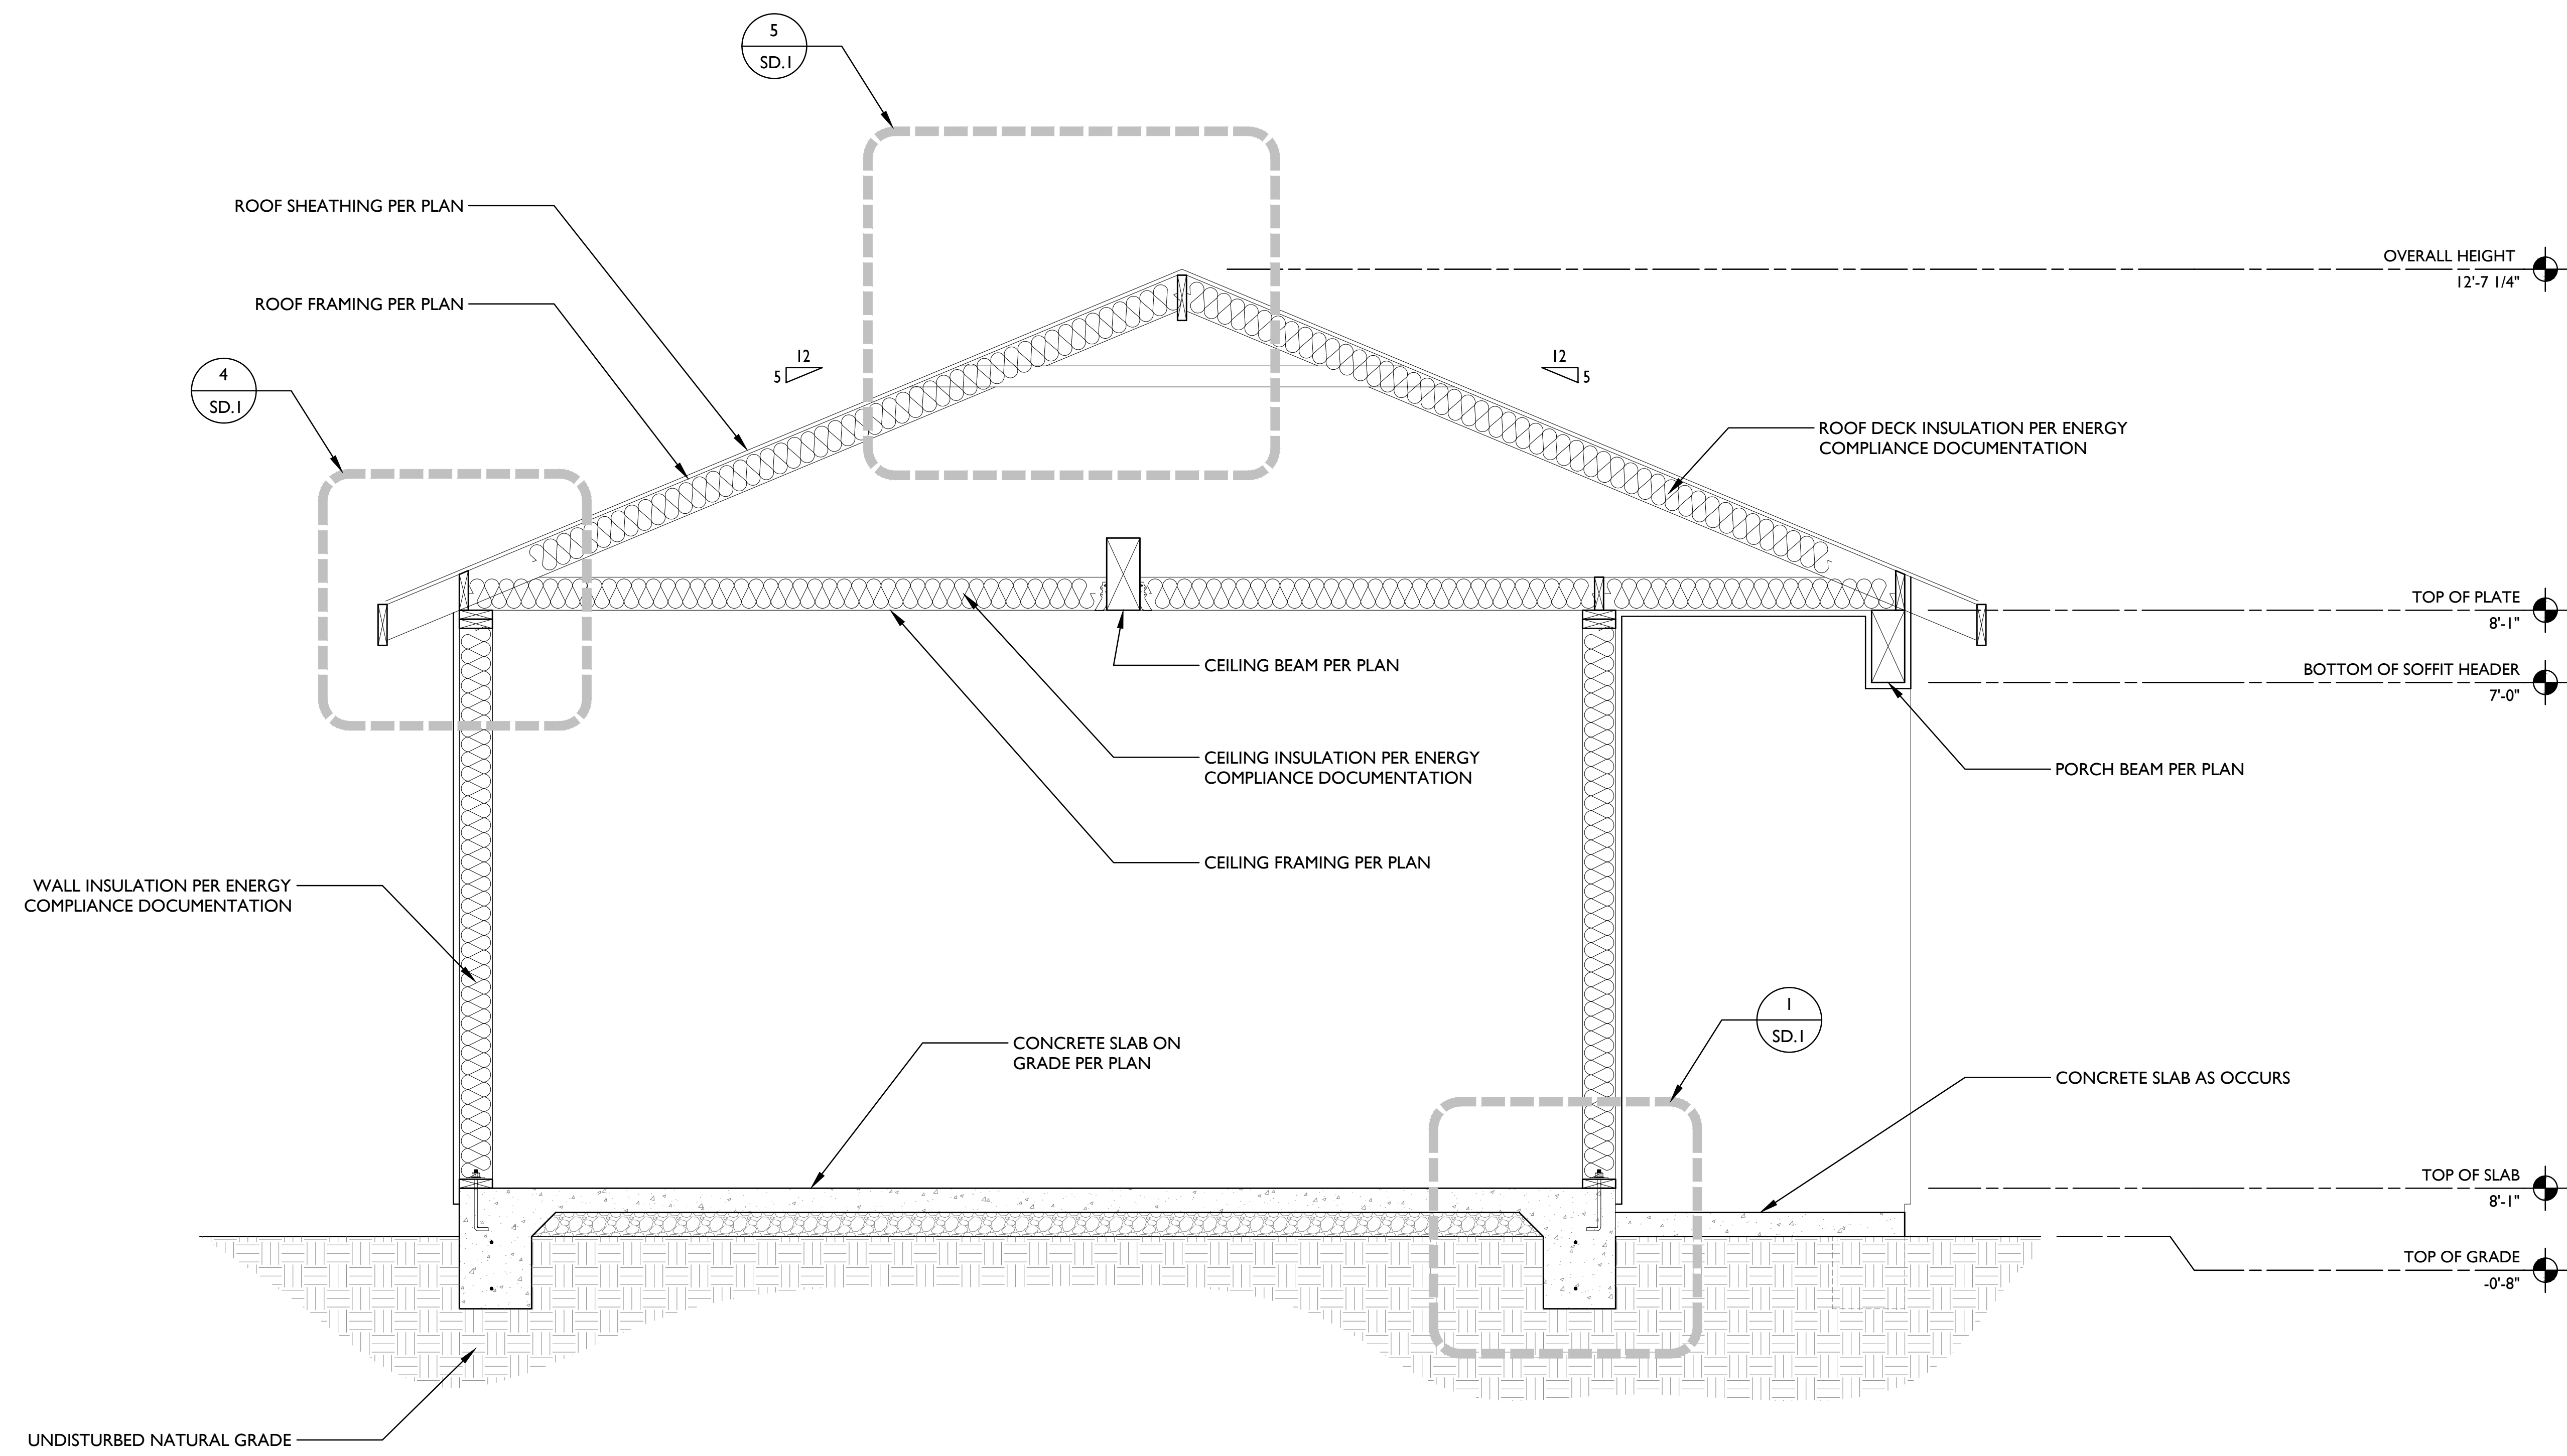 5
SD.1
ROOF SHEATHING PER PLAN
OVERALL HEIGHT
12'-7 1/4"
ROOF FRAMING PER PLAN
12
5
12
5
4
SD.1
ROOF DECK INSULATION PER ENERGY
COMPLIANCE DOCUMENTATION
TOP OF PLATE
8'-1"
CEILING BEAM PER PLAN
BOTTOM OF SOFFIT HEADER
7'-0"
CEILING INSULATION PER ENERGY
COMPLIANCE DOCUMENTATION
PORCH BEAM PER PLAN
CEILING FRAMING PER PLAN
WALL INSULATION PER ENERGY
COMPLIANCE DOCUMENTATION
1
SD.1
CONCRETE SLAB ON
GRADE PER PLAN
CONCRETE SLAB AS OCCURS
TOP OF SLAB
8'-1"
TOP OF GRADE
-0'-8"
UNDISTURBED NATURAL GRADE